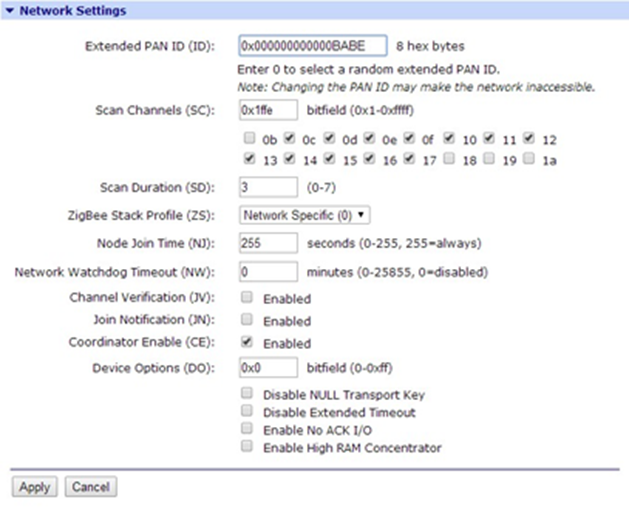 Network Settings
Extended PAN ID (ID): 0x000000000000BABE 8 hex bytes
Enter 0 to select a random extended PAN ID.
Note: Changing the PAN ID may make the network inaccessible.
Scan Channels (SC): 0x1ffe bitfield (0x1-0xffff)
0b 0c 0d 0e 0f 10 11 12
13 14 15 16 17 18 19 1a
Scan Duration (SD): 3 (0-7)
ZigBee Stack Profile (ZS): Network Specific (0)
Node Join Time (NJ): 255 seconds (0-255, 255=always)
Network Watchdog Timeout (NW): 0 minutes (0-25855, 0=disabled)
Channel Verification (JV): Enabled
Join Notification (JN): Enabled
Coordinator Enable (CE): Enabled
Device Options (DO): 0x0 bitfield (0-0xff)
Disable NULL Transport Key
Disable Extended Timeout
Enable No ACK I/O
Enable High RAM Concentrator
Apply Cancel